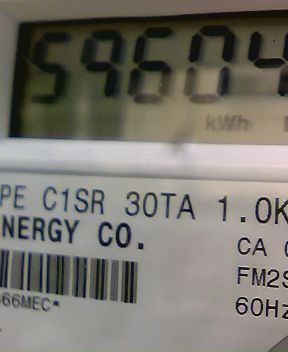 59604
kWh
PE C1SR 30TA 1.0K
NERGY CO.
CA
FM2S
66MEC*
60Hz